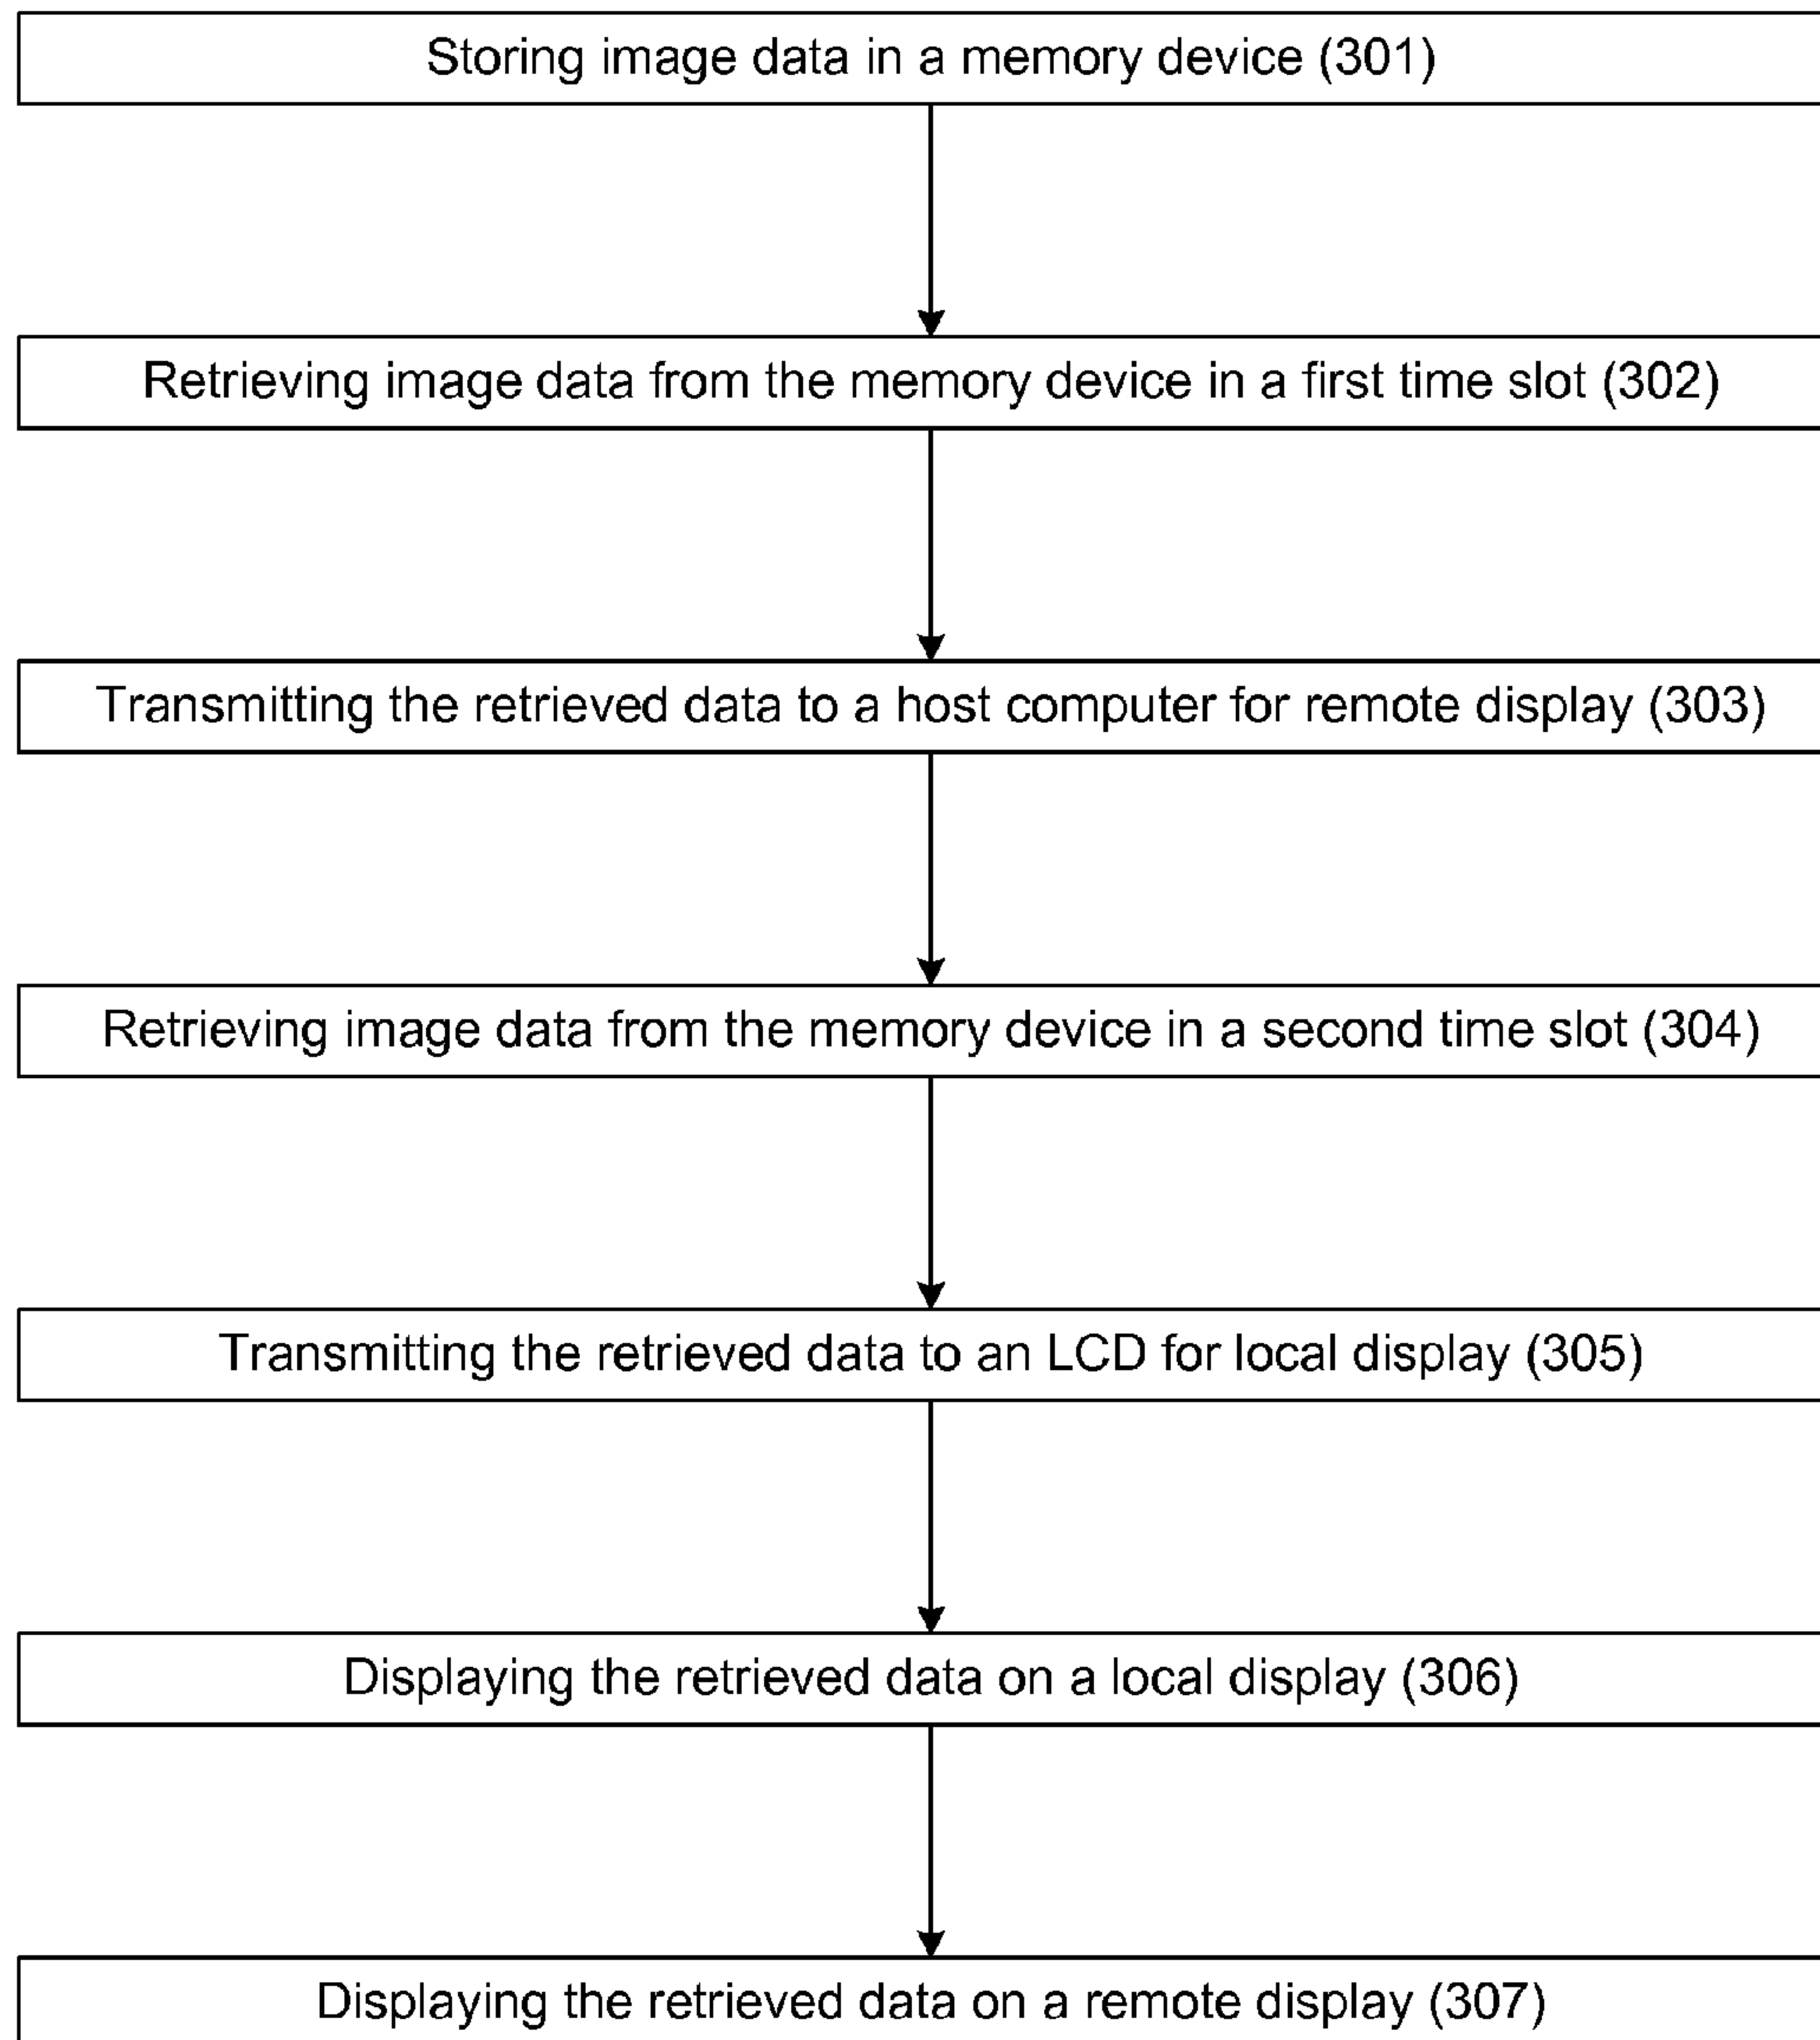 Storing image data in a memory device (301)
Retrieving image data from the memory device in a first time slot (302)
Transmitting the retrieved data to a host computer for remote display (303)
Retrieving image data from the memory device in a second time slot (304)
Transmitting the retrieved data to an LCD for local display (305)
Displaying the retrieved data on a local display (306)
Displaying the retrieved data on a remote display (307)